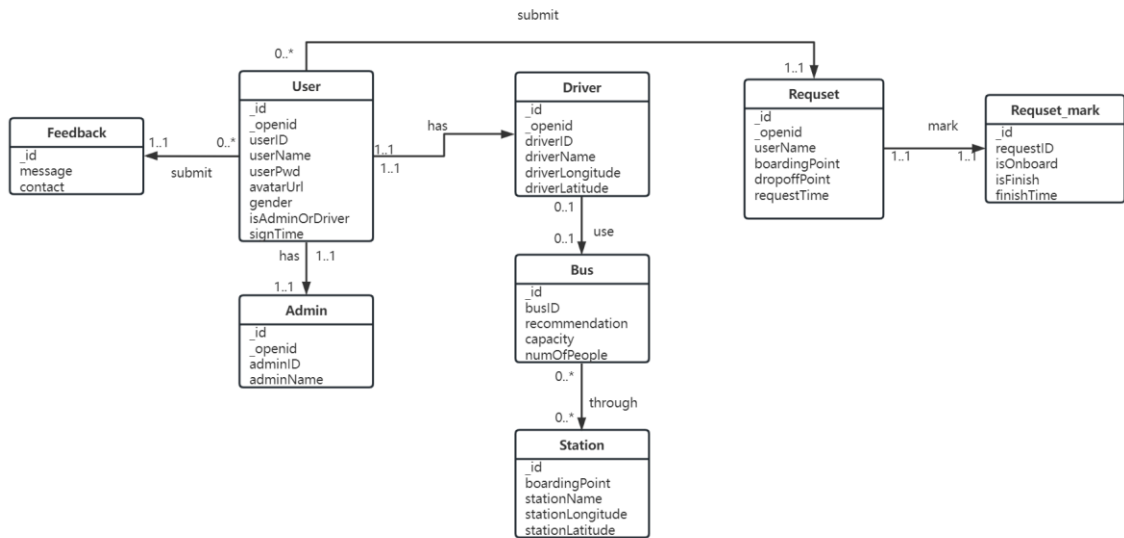 submit
0..*
1..1
User
_id
_openid
userID
userName
userPwd
avatarUrl
gender
isAdminOrDriver
signTime
Driver
_id
_openid
driverID
driverName
driverLongitude
driverLatitude
Requset
_id
_openid
userName
boardingPoint
dropoffPoint
requestTime
Requset_mark
_id
requestID
isOnboard
isFinish
finishTime
mark
1..1
1..1
Feedback
_id
message
contact
1..1
0..*
submit
has
1..1
1..1
has
1..1
1..1
Admin
_id
_openid
adminID
adminName
0..1
use
0..1
Bus
_id
busID
recommendation
capacity
numOfPeople
0..*
through
0..*
Station
_id
boardingPoint
stationName
stationLongitude
stationLatitude